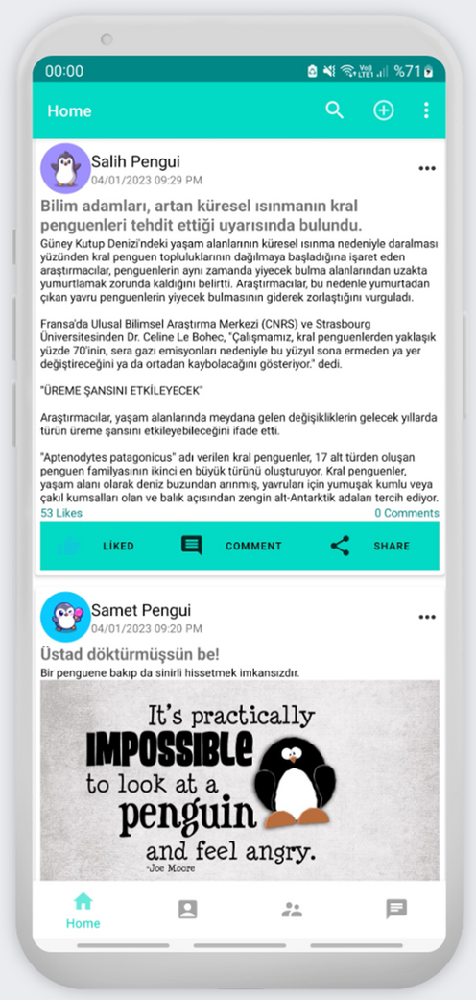 00:00
Vo))
LTE1
%71
Home
Salih Pengui
04/01/2023 09:29 PM
Bilim adamları, artan küresel ısınmanın kral
penguenleri tehdit ettiği uyarısında bulundu.
Güney Kutup Denizi'ndeki yaşam alanlarının küresel ısınma nedeniyle daralması
yüzünden kral penguen topluluklarının dağılmaya başladığına işaret eden
araştırmacılar, penguenlerin aynı zamanda yiyecek bulma alanlarından uzakta
yumurtlamak zorunda kaldığını belirtti. Araştırmacılar, bu nedenle yumurtadan
çıkan yavru penguenlerin yiyecek bulmasının giderek zorlaştığını vurguladı.
Fransa'da Ulusal Bilimsel Araştırma Merkezi (CNRS) ve Strasbourg
Üniversitesinden Dr. Celine Le Bohec, "Çalışmamız, kral penguenlerden yaklaşık
yüzde 70'inin, sera gazı emisyonları nedeniyle bu yüzyıl sona ermeden ya yer
değiştireceğini ya da ortadan kaybolacağını gösteriyor." dedi.
"ÜREME ŞANSINI ETKİLEYECEK"
Araştırmacılar, yaşam alanlarında meydana gelen değişikliklerin gelecek yıllarda
türün üreme şansını etkileyebileceğini ifade etti.
"Aptenodytes patagonicus" adı verilen kral penguenler, 17 alt türden oluşan
penguen familyasının ikinci en büyük türünü oluşturuyor. Kral penguenler,
yaşam alanı olarak deniz buzundan arınmış, yavruları için yumuşak kumlu veya
çakıl kumsalları olan ve balık açısından zengin alt-Antarktik adaları tercih ediyor.
53 Likes 0 Comments
LİKED COMMENT SHARE
Samet Pengui
04/01/2023 09:20 PM
Üstad döktürmüşsün be!
Bir penguene bakıp da sinirli hissetmek imkansızdır.
It's practically
IMPOSSIBLE
to look at a
penguin
and feel angry.
-Joe Moore
Home